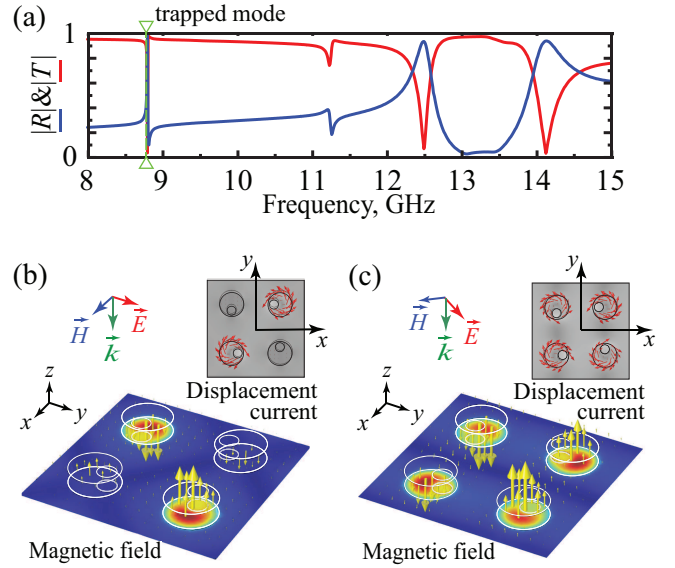 (a)
trapped mode
|R|&|T|
1
0
8 9 10 11 12 13 14 15
Frequency, GHz
(b)
y
x
H E
k
Displacement
current
z
x y
Magnetic field
(c)
y
x
H E
k
Displacement
current
z
x y
Magnetic field